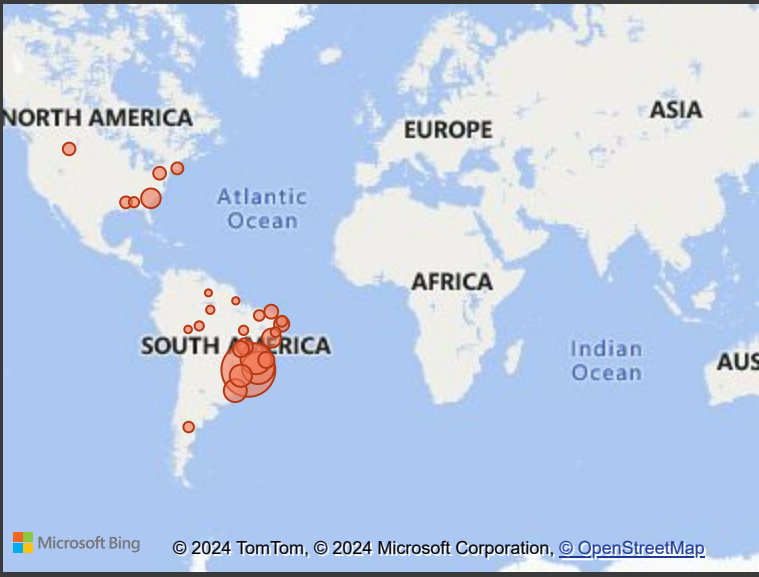 NORTH AMERICA
EUROPE
ASIA
Atlantic
Ocean
AFRICA
SOUTH AMERICA
Indian
Ocean
AUS
Microsoft Bing
© 2024 TomTom, © 2024 Microsoft Corporation, © OpenStreetMap